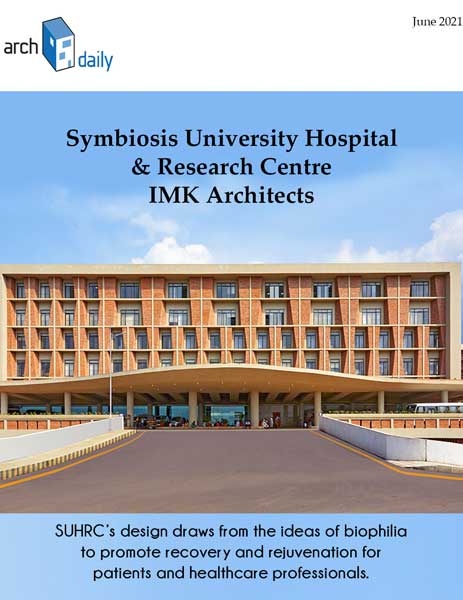 arch
daily
June 2021
Symbiosis University Hospital
& Research Centre
IMK Architects
SUHRC's design draws from the ideas of biophilia
to promote recovery and rejuvenation for
patients and healthcare professionals.